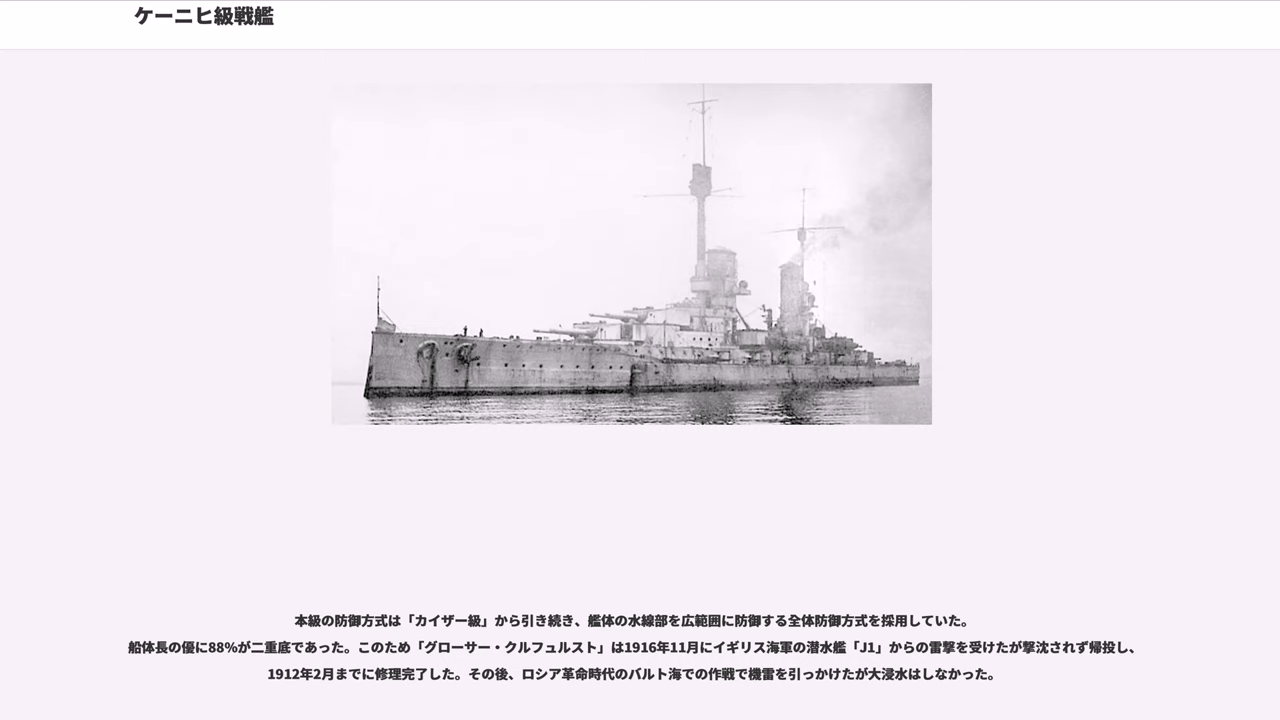 ケーニヒ級戦艦
本級の防御方式は「カイザー級」から引き続き、艦体の水線部を広範囲に防御する全体防御方式を採用していた。
船体長の優に88%が二重底であった。このため「グローサー・クルフュルスト」は1916年11月にイギリス海軍の潜水艦「J1」からの雷撃を受けたが撃沈されず帰投し、
1912年2月までに修理完了した。その後、ロシア革命時代のバルト海での作戦で機雷を引っかけたが大浸水はしなかった。